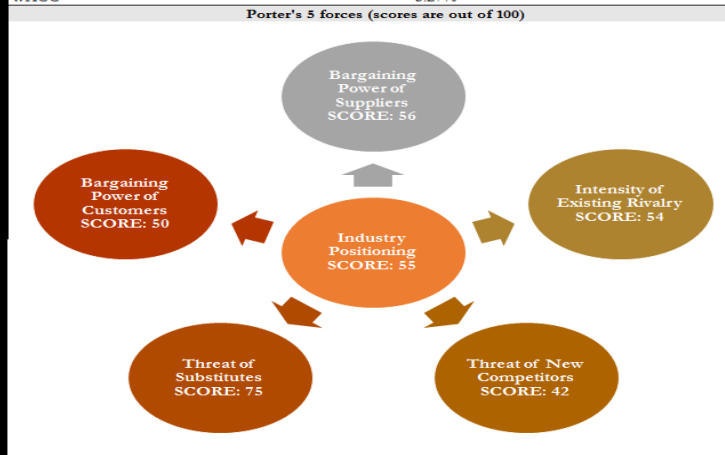 Porter's 5 forces (scores are out of 100)
Bargaining
Power of
Suppliers
SCORE: 56
Bargaining
Power of
Customers
SCORE: 50
Intensity of
Existing Rivalry
SCORE: 54
Industry
Positioning
SCORE: 55
Threat of
Substitutes
SCORE: 75
Threat of New
Competitors
SCORE: 42